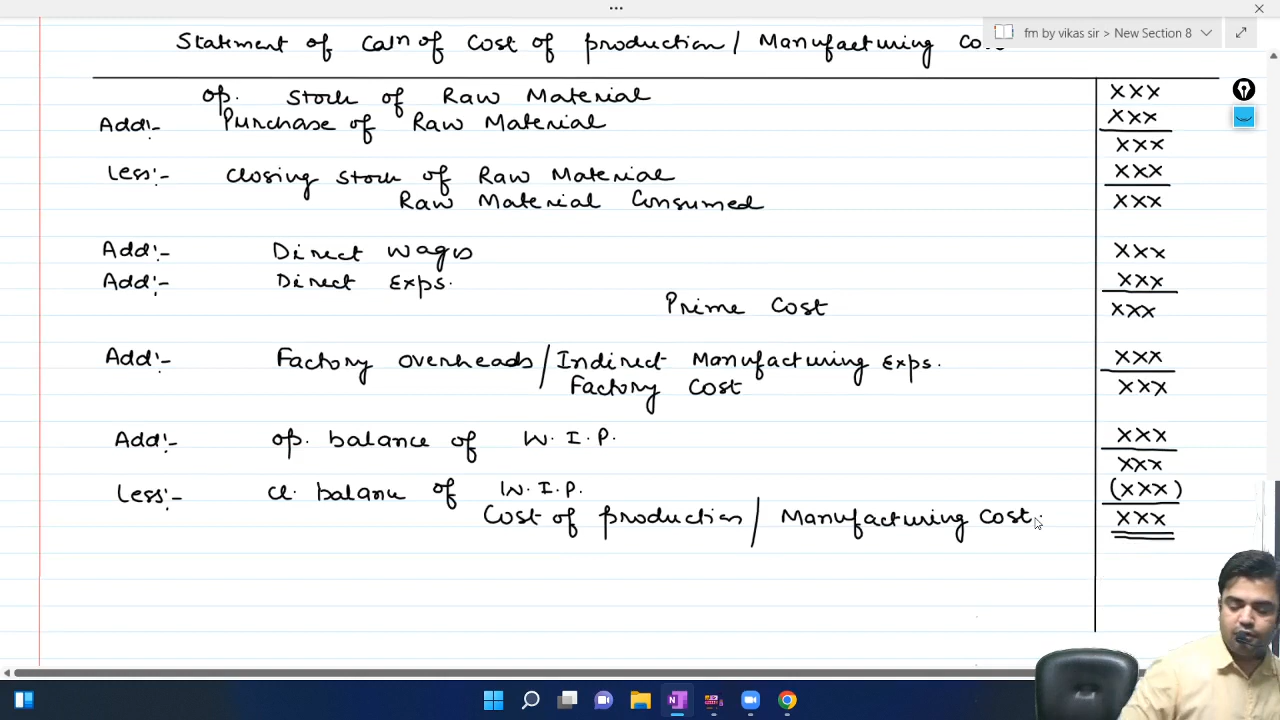 ...
fm by vikas sir > New Section 8
Statement of Caln of Cost of production / Manufacturing Cost
op. Stock of Raw Material xxx
Add:- Purchase of Raw Material xxx
xxx
Less:- Closing Stock of Raw Material xxx
Raw Material Consumed xxx
Add:- Direct Wages xxx
Add:- Direct Exps. xxx
Prime Cost xxx
Add:- Factory overheads / Indirect Manufacturing Exps. xxx
Factory Cost xxx
Add:- op. balance of W.I.P. xxx
xxx
Less:- cl. balance of W.I.P. (xxx)
Cost of production / Manufacturing Cost. xxx